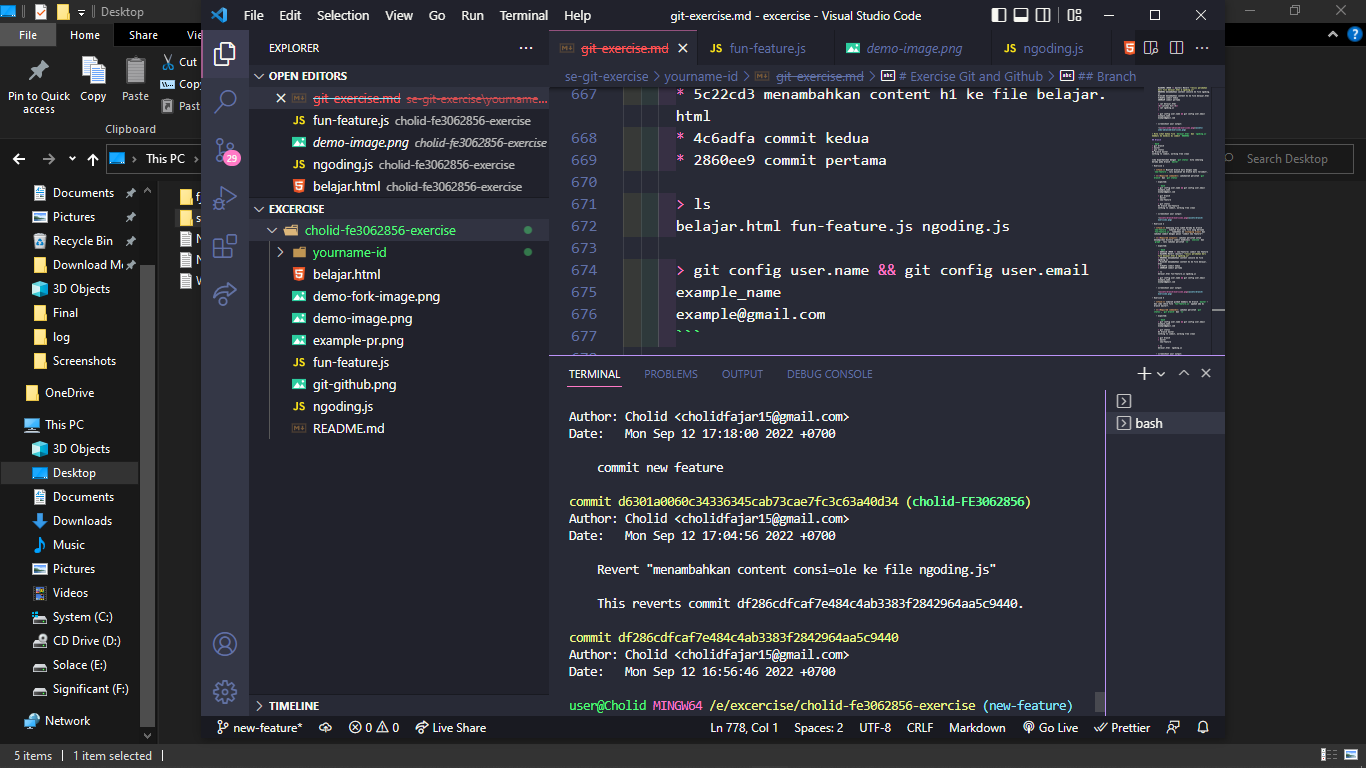 Desktop
File
Home
Share
Vie
Pin to Quick access
Copy
Paste
Cut
Copy
Past
Clipboard
This PC
Search Desktop
Documents
Pictures
Recycle Bin
Download M
3D Objects
Final
log
Screenshots
OneDrive
This PC
3D Objects
Desktop
Documents
Downloads
Music
Pictures
Videos
System (C:)
CD Drive (D:)
Solace (E:)
Significant (F:)
Network
5 items
1 item selected
File Edit Selection View Go Run Terminal Help
git-exercise.md - excercise - Visual Studio Code
29
EXPLORER
OPEN EDITORS
git-exercise.md se-git-exercise\yourname...
fun-feature.js cholid-fe3062856-exercise
demo-image.png cholid-fe3062856-exercise
ngoding.js cholid-fe3062856-exercise
belajar.html cholid-fe3062856-exercise
EXCERCISE
cholid-fe3062856-exercise
yourname-id
belajar.html
demo-fork-image.png
demo-image.png
example-pr.png
fun-feature.js
git-github.png
ngoding.js
README.md
TIMELINE
git-exercise.md
fun-feature.js
demo-image.png
ngoding.js
se-git-exercise > yourname-id > git-exercise.md > # Exercise Git and Github > ## Branch
667 * 5c22cd3 menambahkan content h1 ke file belajar.
html
668 * 4c6adfa commit kedua
669 * 2860ee9 commit pertama
670
671 > ls
672 belajar.html fun-feature.js ngoding.js
673
674 > git config user.name && git config user.email
675 example_name
676 example@gmail.com
677 ```
TERMINAL PROBLEMS OUTPUT DEBUG CONSOLE
bash
Author: Cholid <cholidfajar15@gmail.com>
Date: Mon Sep 12 17:18:00 2022 +0700
commit new feature
commit d6301a0060c34336345cab73cae7fc3c63a40d34 (cholid-FE3062856)
Author: Cholid <cholidfajar15@gmail.com>
Date: Mon Sep 12 17:04:56 2022 +0700
Revert "menambahkan content consi=ole ke file ngoding.js"
This reverts commit df286cdfcaf7e484c4ab3383f2842964aa5c9440.
commit df286cdfcaf7e484c4ab3383f2842964aa5c9440
Author: Cholid <cholidfajar15@gmail.com>
Date: Mon Sep 12 16:56:46 2022 +0700
user@Cholid MINGW64 /e/excercise/cholid-fe3062856-exercise (new-feature)
new-feature* 0 0 Live Share
Ln 778, Col 1 Spaces: 2 UTF-8 CRLF Markdown Go Live Prettier